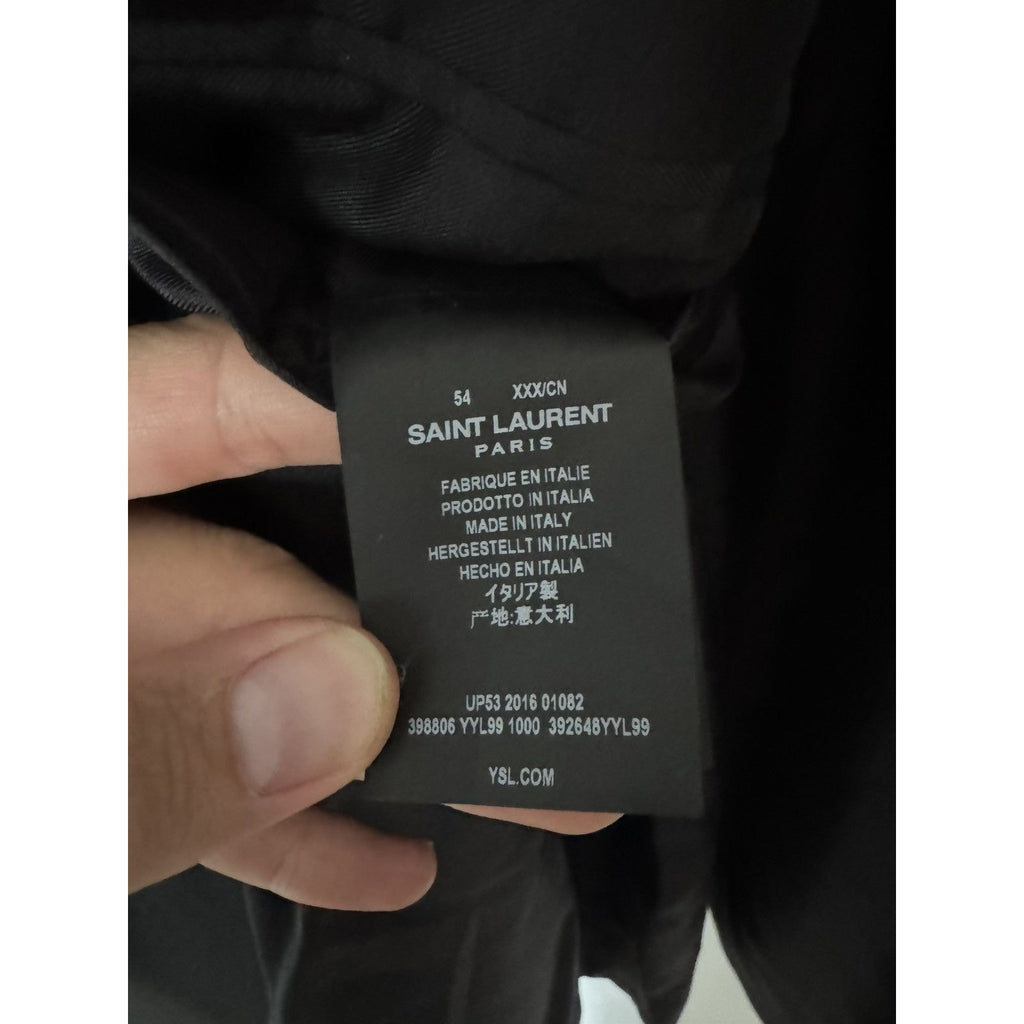 54 XXX/CN
SAINT LAURENT
PARIS
FABRIQUE EN ITALIE
PRODOTTO IN ITALIA
MADE IN ITALY
HERGESTELLT IN ITALIEN
HECHO EN ITALIA
イタリア製
产地:意大利
UP53 2016 01082
398806 YYL99 1000 392648YYL99
YSL.COM